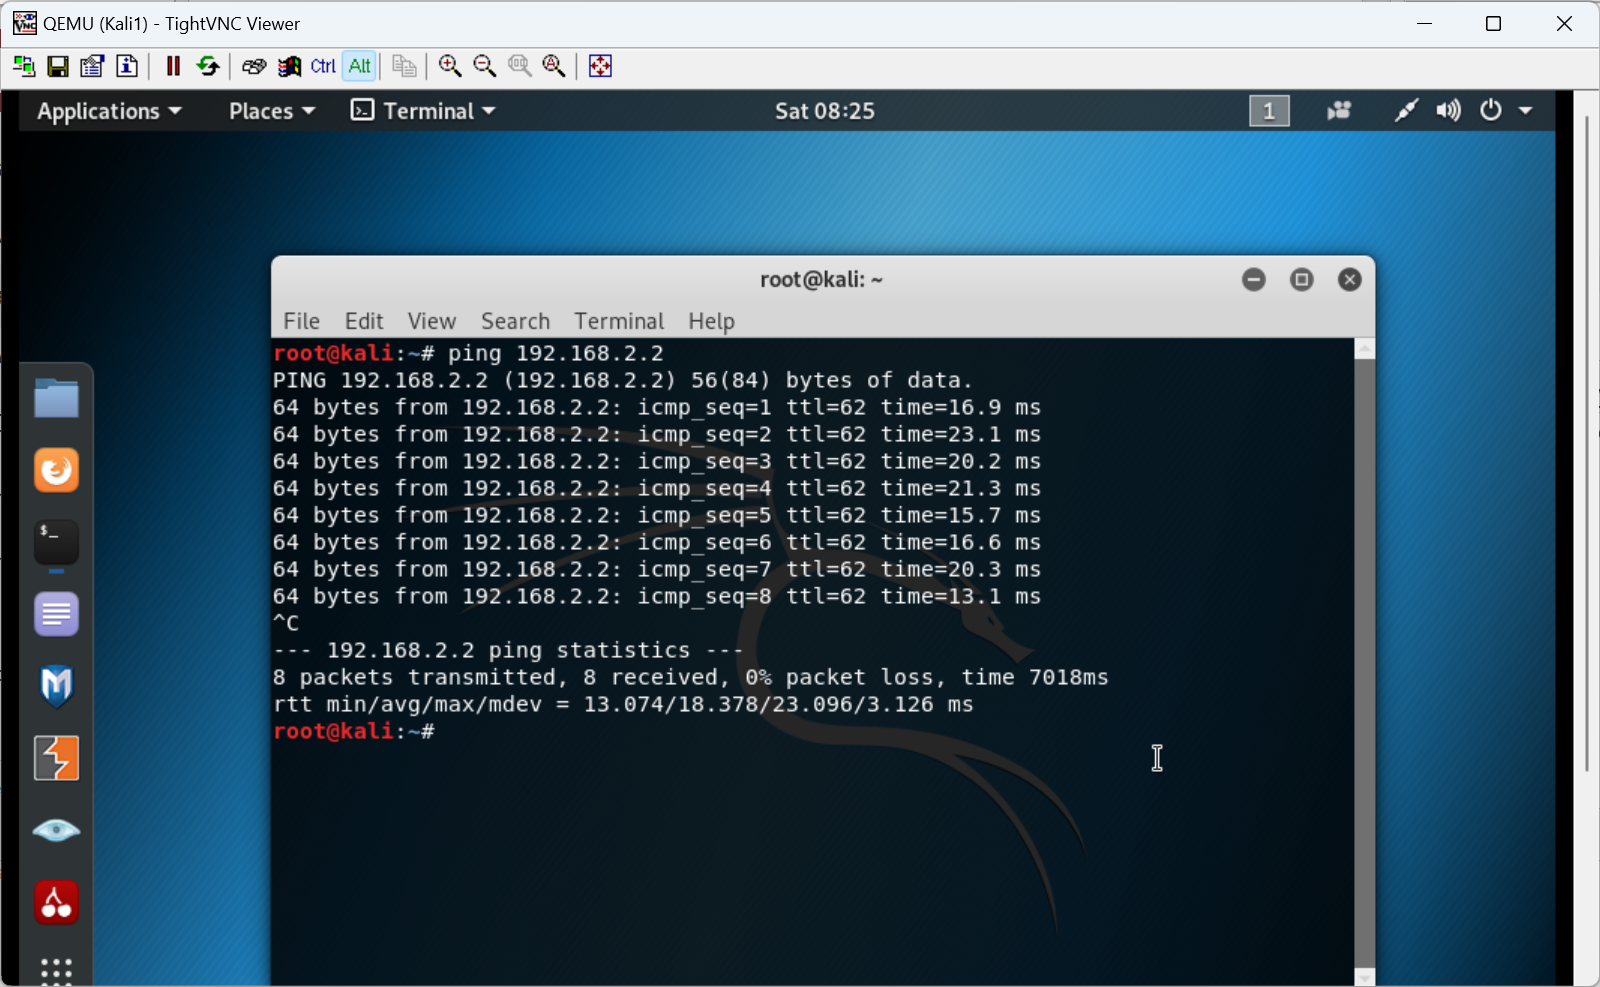 QEMU (Kali1) - TightVNC Viewer
Ctrl Alt
Applications Places Terminal Sat 08:25 1
root@kali: ~
File Edit View Search Terminal Help
root@kali:~# ping 192.168.2.2
PING 192.168.2.2 (192.168.2.2) 56(84) bytes of data.
64 bytes from 192.168.2.2: icmp_seq=1 ttl=62 time=16.9 ms
64 bytes from 192.168.2.2: icmp_seq=2 ttl=62 time=23.1 ms
64 bytes from 192.168.2.2: icmp_seq=3 ttl=62 time=20.2 ms
64 bytes from 192.168.2.2: icmp_seq=4 ttl=62 time=21.3 ms
64 bytes from 192.168.2.2: icmp_seq=5 ttl=62 time=15.7 ms
64 bytes from 192.168.2.2: icmp_seq=6 ttl=62 time=16.6 ms
64 bytes from 192.168.2.2: icmp_seq=7 ttl=62 time=20.3 ms
64 bytes from 192.168.2.2: icmp_seq=8 ttl=62 time=13.1 ms
^C
--- 192.168.2.2 ping statistics ---
8 packets transmitted, 8 received, 0% packet loss, time 7018ms
rtt min/avg/max/mdev = 13.074/18.378/23.096/3.126 ms
root@kali:~#